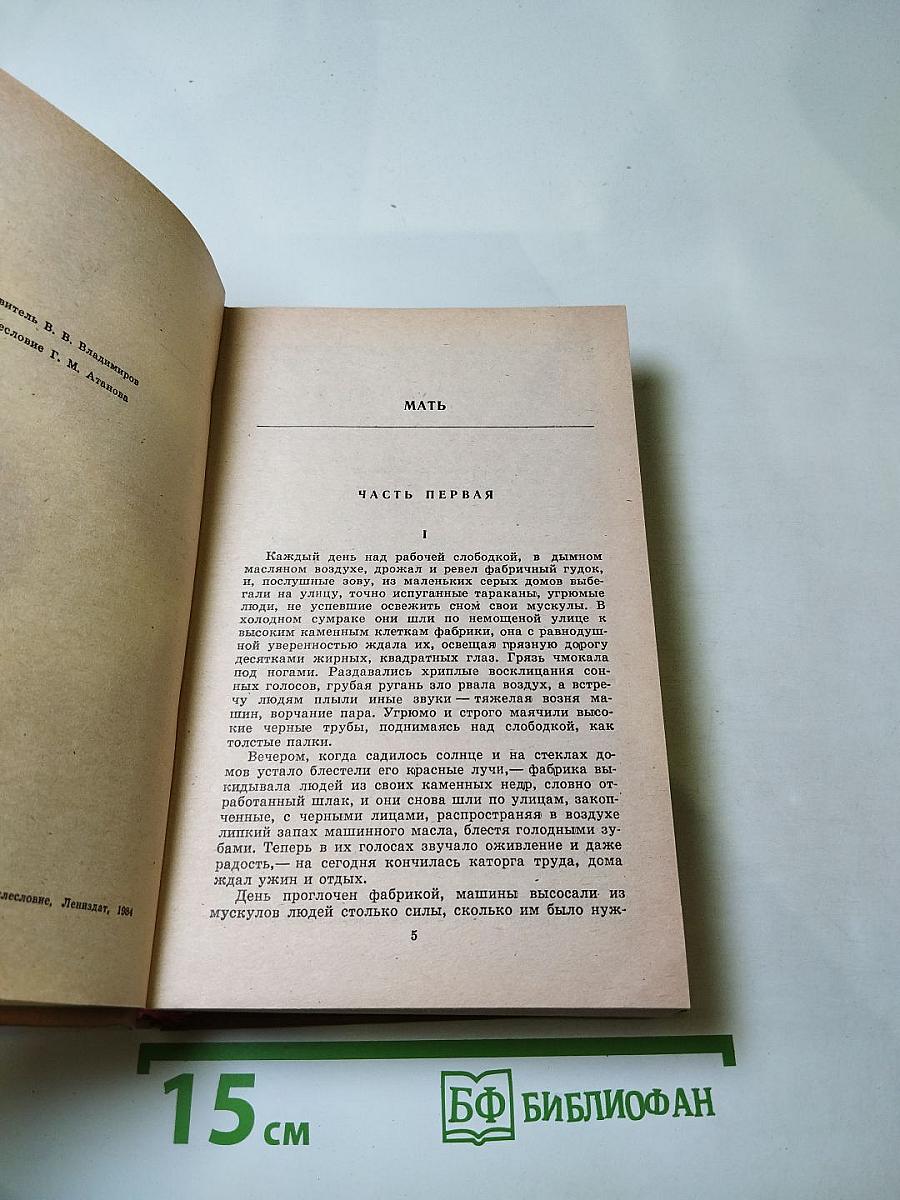 В. В. Владимиров
Г. М. Атанова
Лениздат, 1984
МАТЬ
ЧАСТЬ ПЕРВАЯ
I
Каждый день над рабочей слободкой, в дымном
масляном воздухе, дрожал и ревел фабричный гудок,
и, послушные зову, из маленьких серых домов выбе-
гали на улицу, точно испуганные тараканы, угрюмые
люди, не успевшие освежить сном свои мускулы. В
холодном сумраке они шли по немощеной улице к
высоким каменным клеткам фабрики, она с равнодуш-
ной уверенностью ждала их, освещая грязную дорогу
десятками жирных, квадратных глаз. Грязь чмокала
под ногами. Раздавались хриплые восклицания сон-
ных голосов, грубая ругань зло рвала воздух, а встре-
чу людям плыли иные звуки — тяжелая возня ма-
шин, ворчание пара. Угрюмо и строго маячили высо-
кие черные трубы, поднимаясь над слободкой, как
толстые палки.
Вечером, когда садилось солнце и на стеклах до-
мов устало блестели его красные лучи,— фабрика вы-
кидывала людей из своих каменных недр, словно от-
работанный шлак, и они снова шли по улицам, закоп-
ченные, с черными лицами, распространяя в воздухе
липкий запах машинного масла, блестя голодными зу-
бами. Теперь в их голосах звучало оживление и даже
радость,— на сегодня кончилась каторга труда, дома
ждал ужин и отдых.
День проглочен фабрикой, машины высосали из
мускулов людей столько силы, сколько им было нуж-
5
15 см
БФ БИБЛИОФАН